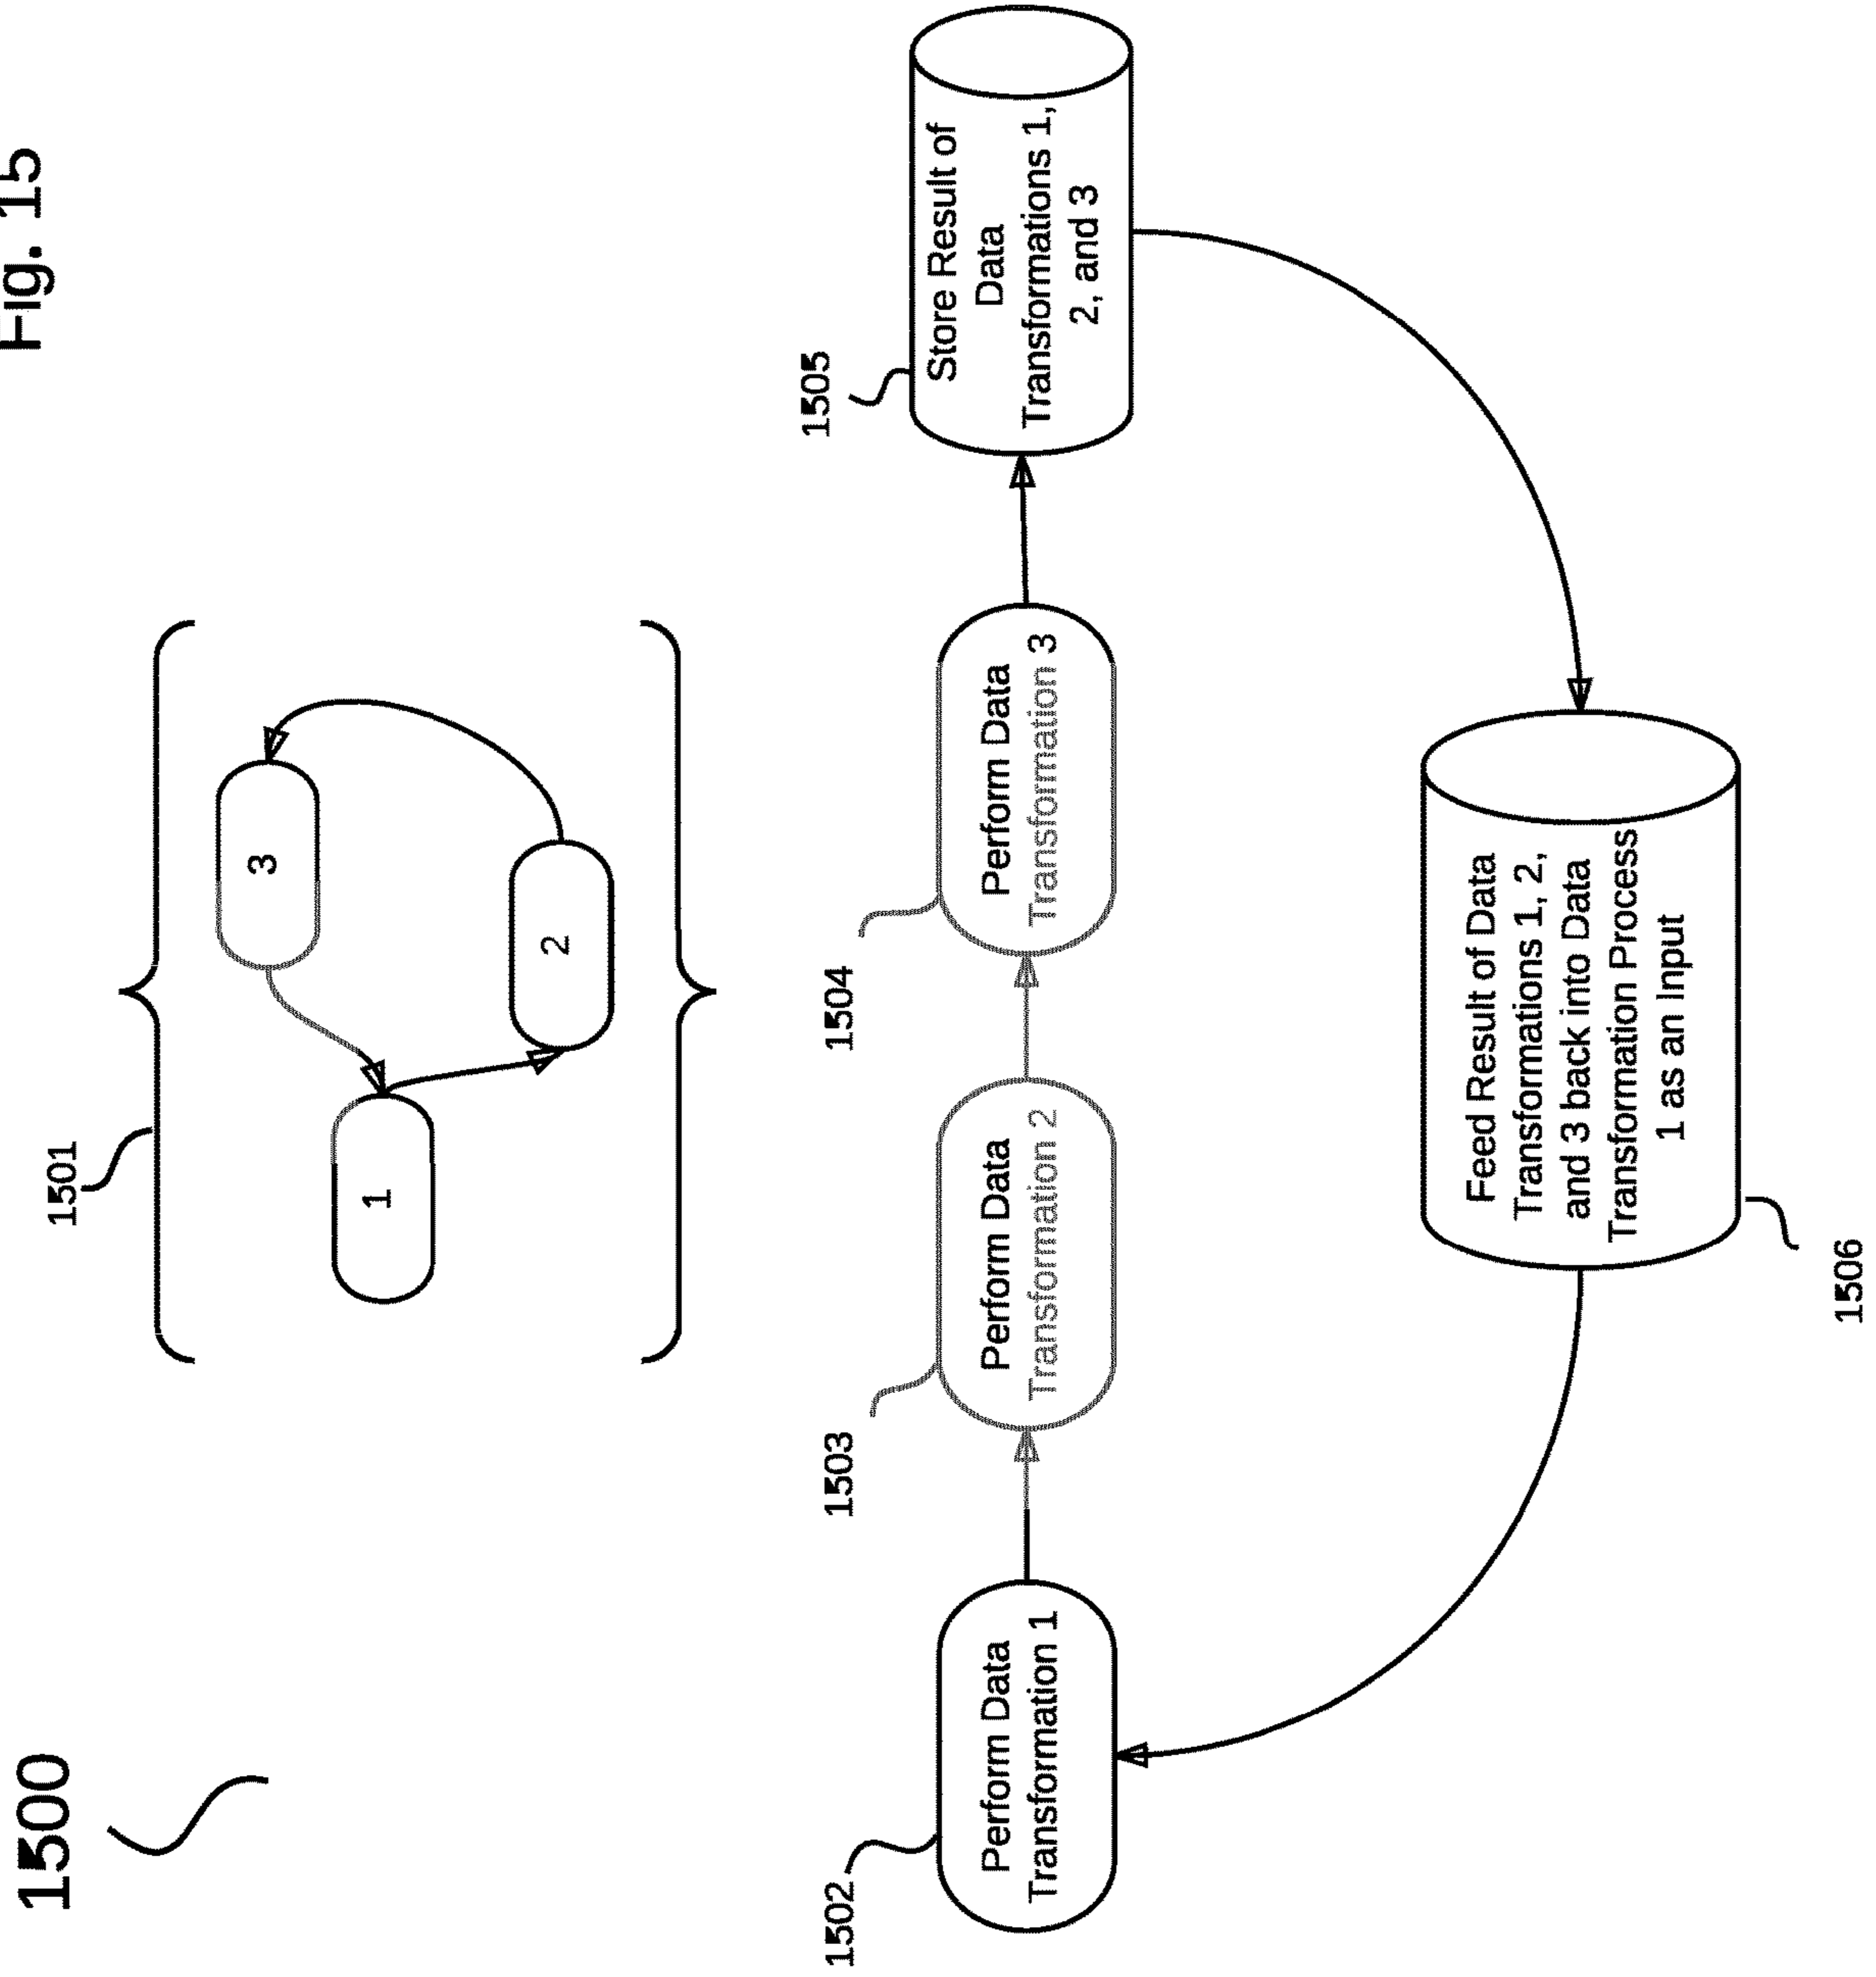 Fig. 15
1500
1501
1
2
3
1502
Perform Data
Transformation 1
1503
Perform Data
Transformation 2
1504
Perform Data
Transformation 3
1505
Store Result of
Data
Transformations 1,
2, and 3
1506
Feed Result of Data
Transformations 1, 2,
and 3 back into Data
Transformation Process
1 as an Input